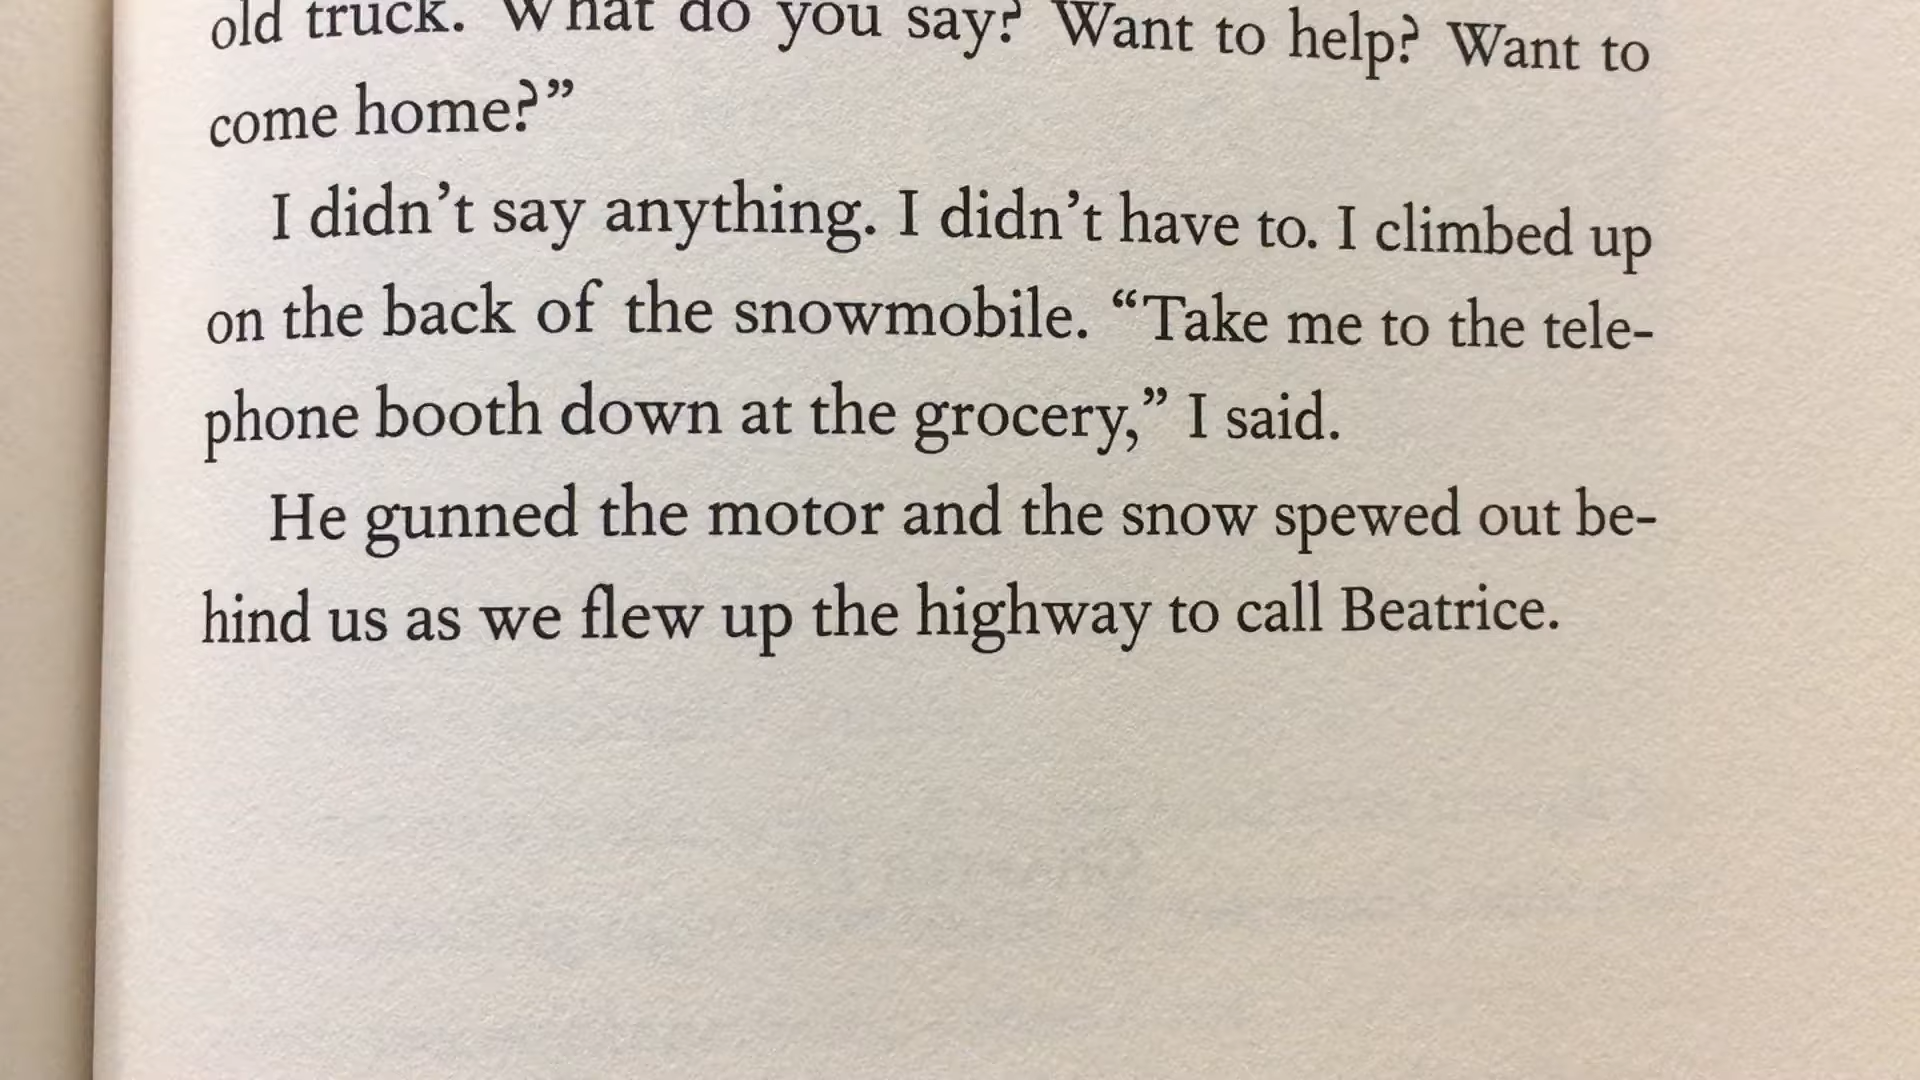 old truck. What do you say? Want to help? Want to
come home?”
I didn’t say anything. I didn’t have to. I climbed up
on the back of the snowmobile. “Take me to the tele-
phone booth down at the grocery,” I said.
He gunned the motor and the snow spewed out be-
hind us as we flew up the highway to call Beatrice.